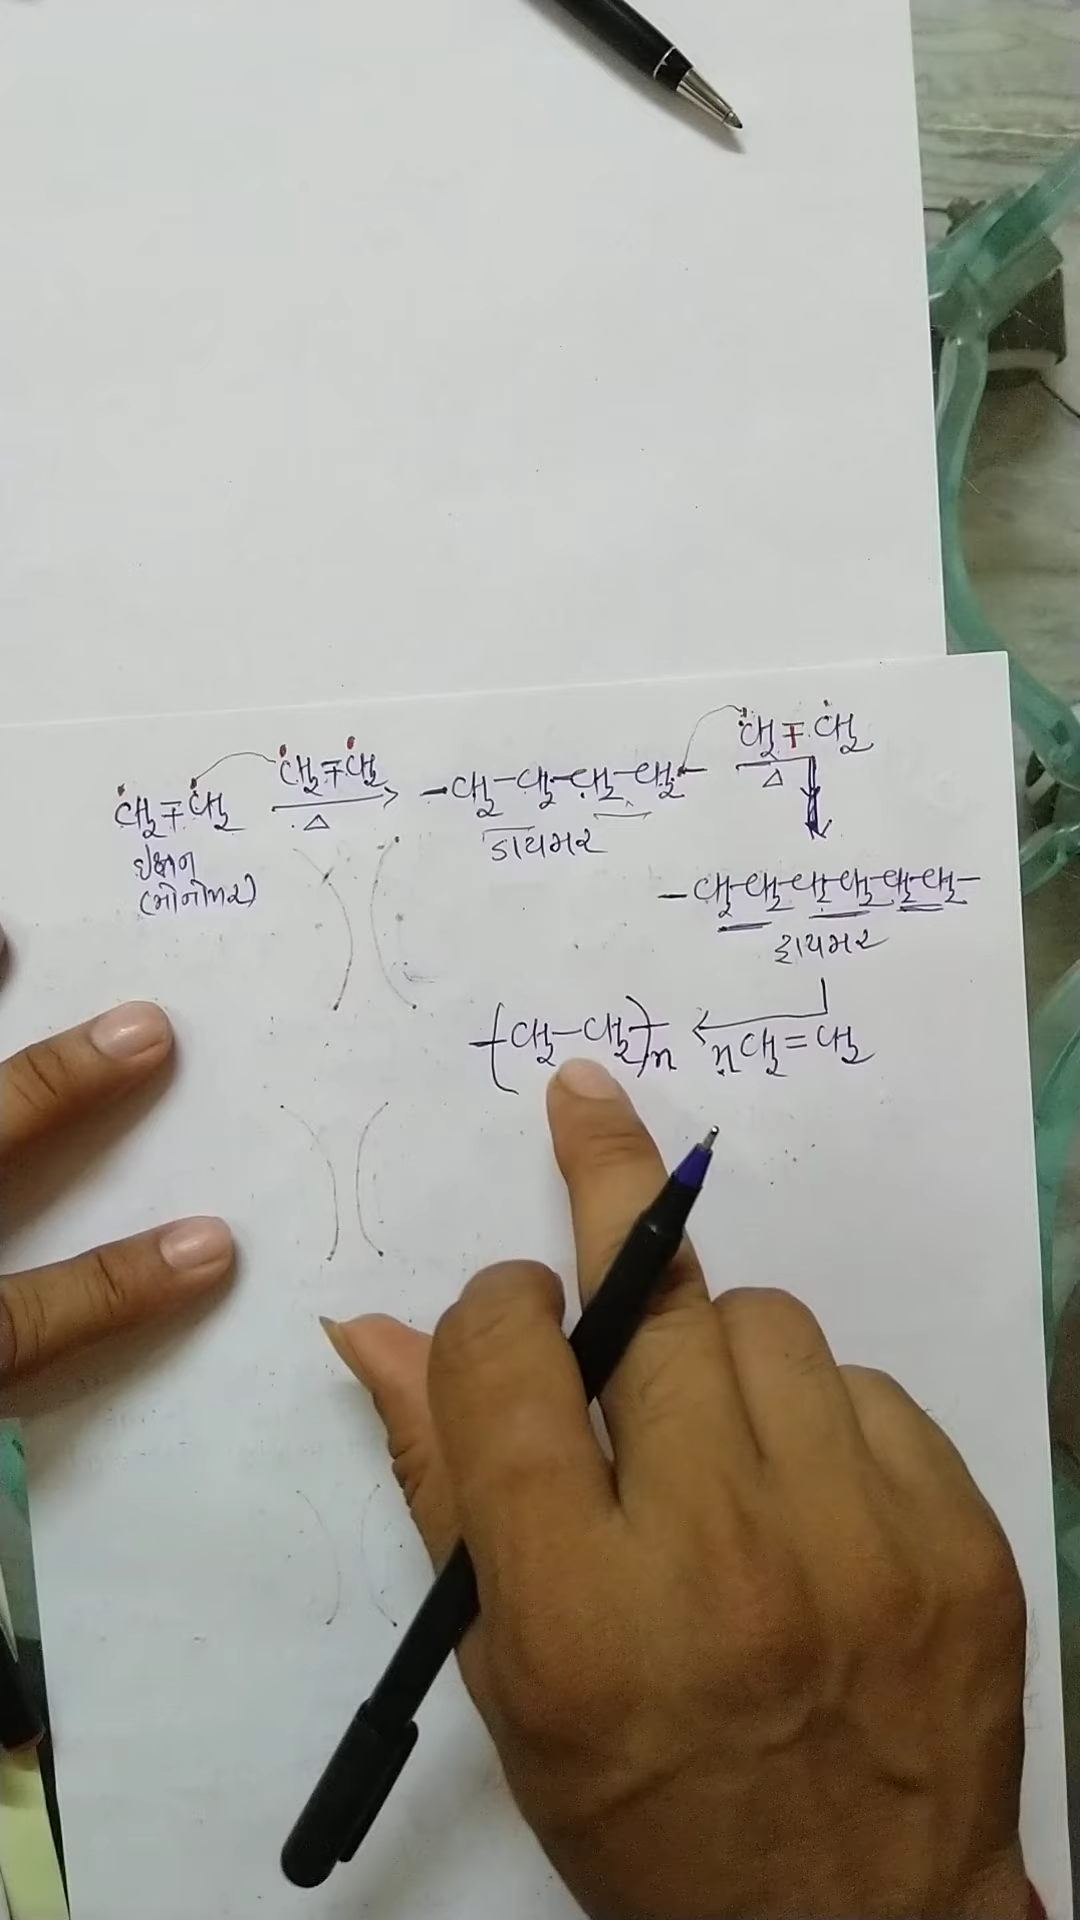 CH₂=CH₂ CH₂=CH₂ → Δ -CH₂-CH₂-CH₂-CH₂- CH₂=CH₂ Δ
ઇથીન
(મોનોમર)
ડાયમર
-CH₂-CH₂-CH₂-CH₂-CH₂-CH₂-
ટ્રાયમર
-(CH₂-CH₂)-n ← nCH₂=CH₂